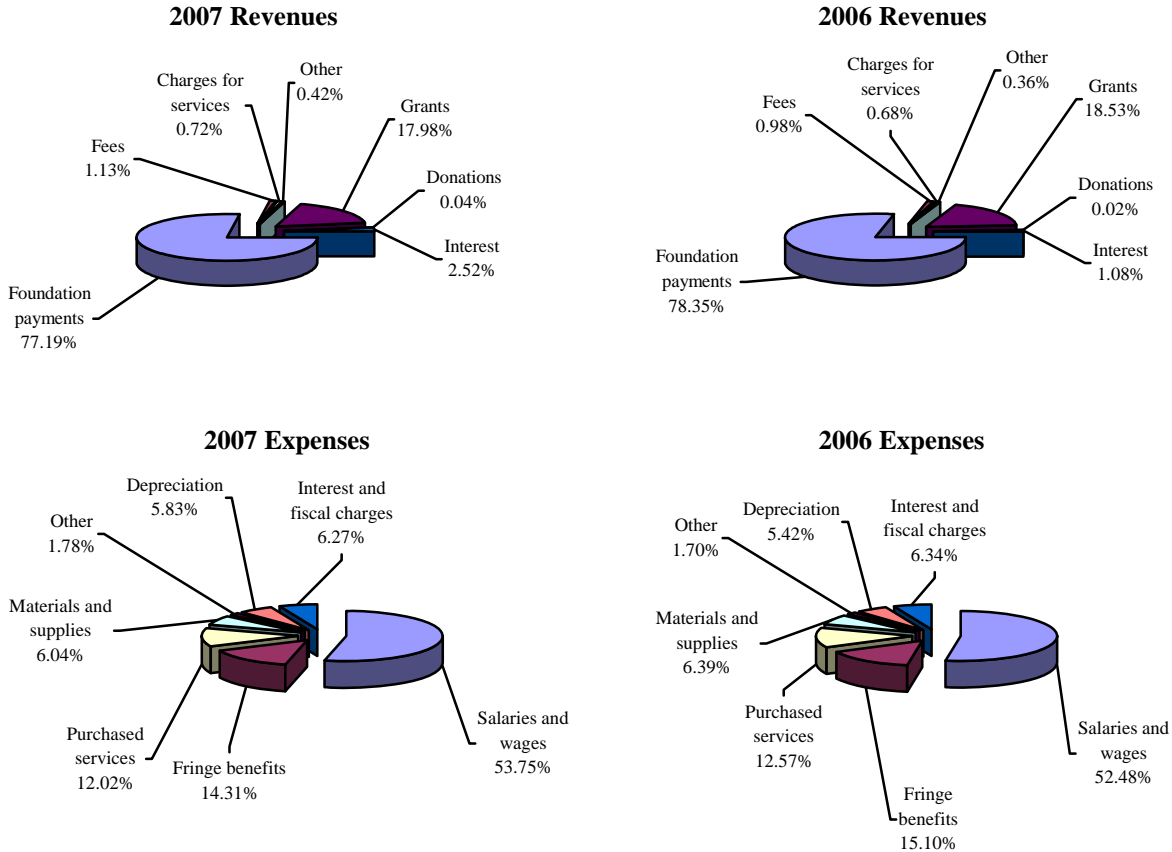 2007 Revenues
Charges for
services
0.72%
Other
0.42%
Grants
17.98%
Fees
1.13%
Donations
0.04%
Interest
2.52%
Foundation
payments
77.19%
2006 Revenues
Charges for
services
0.68%
Other
0.36%
Grants
18.53%
Fees
0.98%
Donations
0.02%
Interest
1.08%
Foundation
payments
78.35%
2007 Expenses
Depreciation
5.83%
Interest and
fiscal charges
6.27%
Other
1.78%
Materials and
supplies
6.04%
Purchased
services
12.02%
Fringe benefits
14.31%
Salaries and
wages
53.75%
2006 Expenses
Depreciation
5.42%
Interest and
fiscal charges
6.34%
Other
1.70%
Materials and
supplies
6.39%
Purchased
services
12.57%
Fringe
benefits
15.10%
Salaries and
wages
52.48%